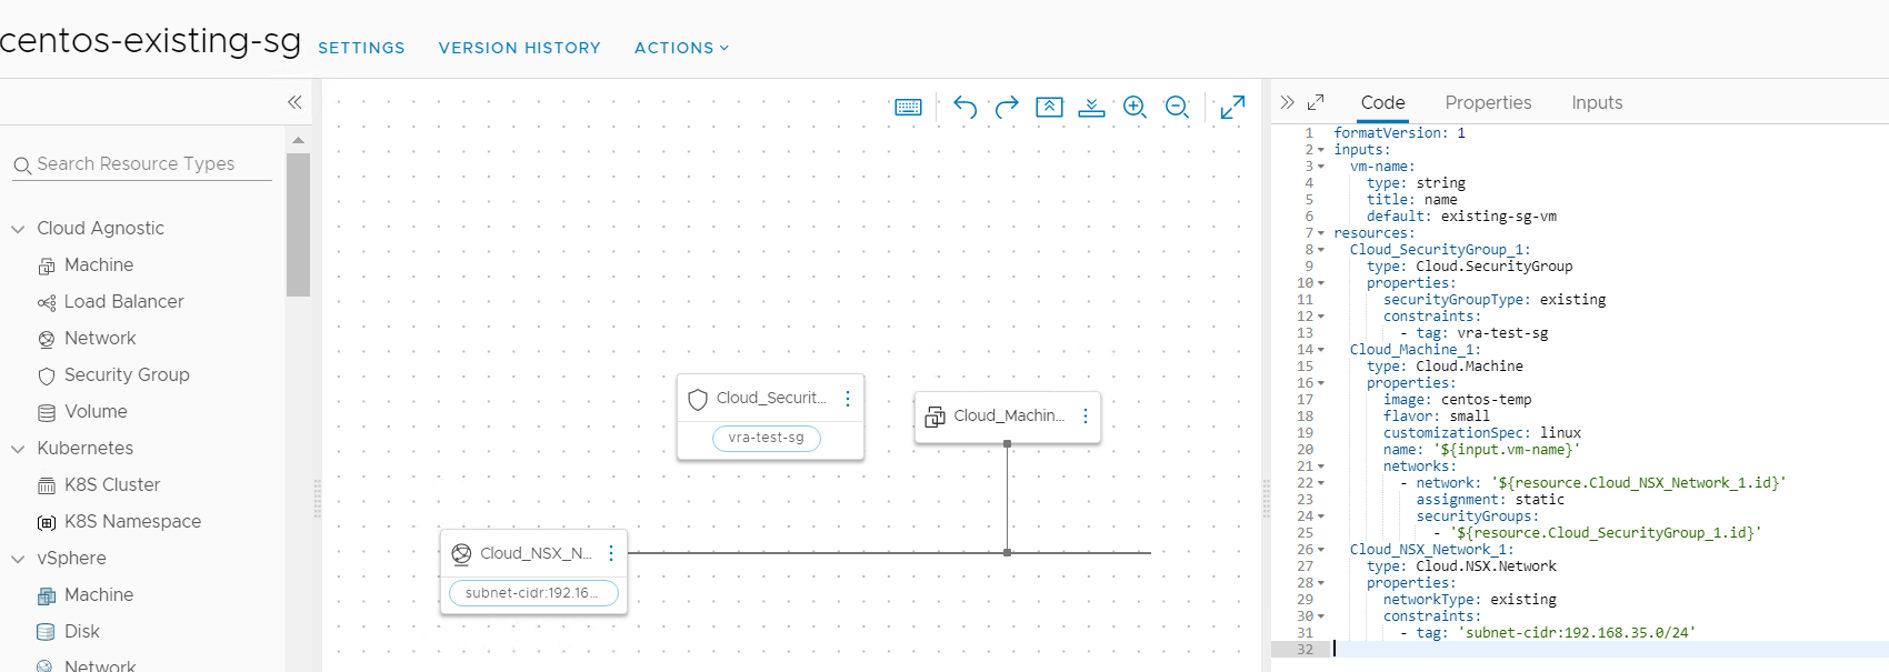 centos-existing-sg SETTINGS VERSION HISTORY ACTIONS
Search Resource Types
Cloud Agnostic
Machine
Load Balancer
Network
Security Group
Volume
Kubernetes
K8S Cluster
K8S Namespace
vSphere
Machine
Disk
Network
Cloud_Securit...
vra-test-sg
Cloud_Machin...
Cloud_NSX_N...
subnet-cidr:192.16...
Code Properties Inputs
1 formatVersion: 1
2 inputs:
3 vm-name:
4 type: string
5 title: name
6 default: existing-sg-vm
7 resources:
8 Cloud_SecurityGroup_1:
9 type: Cloud.SecurityGroup
10 properties:
11 securityGroupType: existing
12 constraints:
13 - tag: vra-test-sg
14 Cloud_Machine_1:
15 type: Cloud.Machine
16 properties:
17 image: centos-temp
18 flavor: small
19 customizationSpec: linux
20 name: '${input.vm-name}'
21 networks:
22 - network: '${resource.Cloud_NSX_Network_1.id}'
23 assignment: static
24 securityGroups:
25 - '${resource.Cloud_SecurityGroup_1.id}'
26 Cloud_NSX_Network_1:
27 type: Cloud.NSX.Network
28 properties:
29 networkType: existing
30 constraints:
31 - tag: 'subnet-cidr:192.168.35.0/24'
32